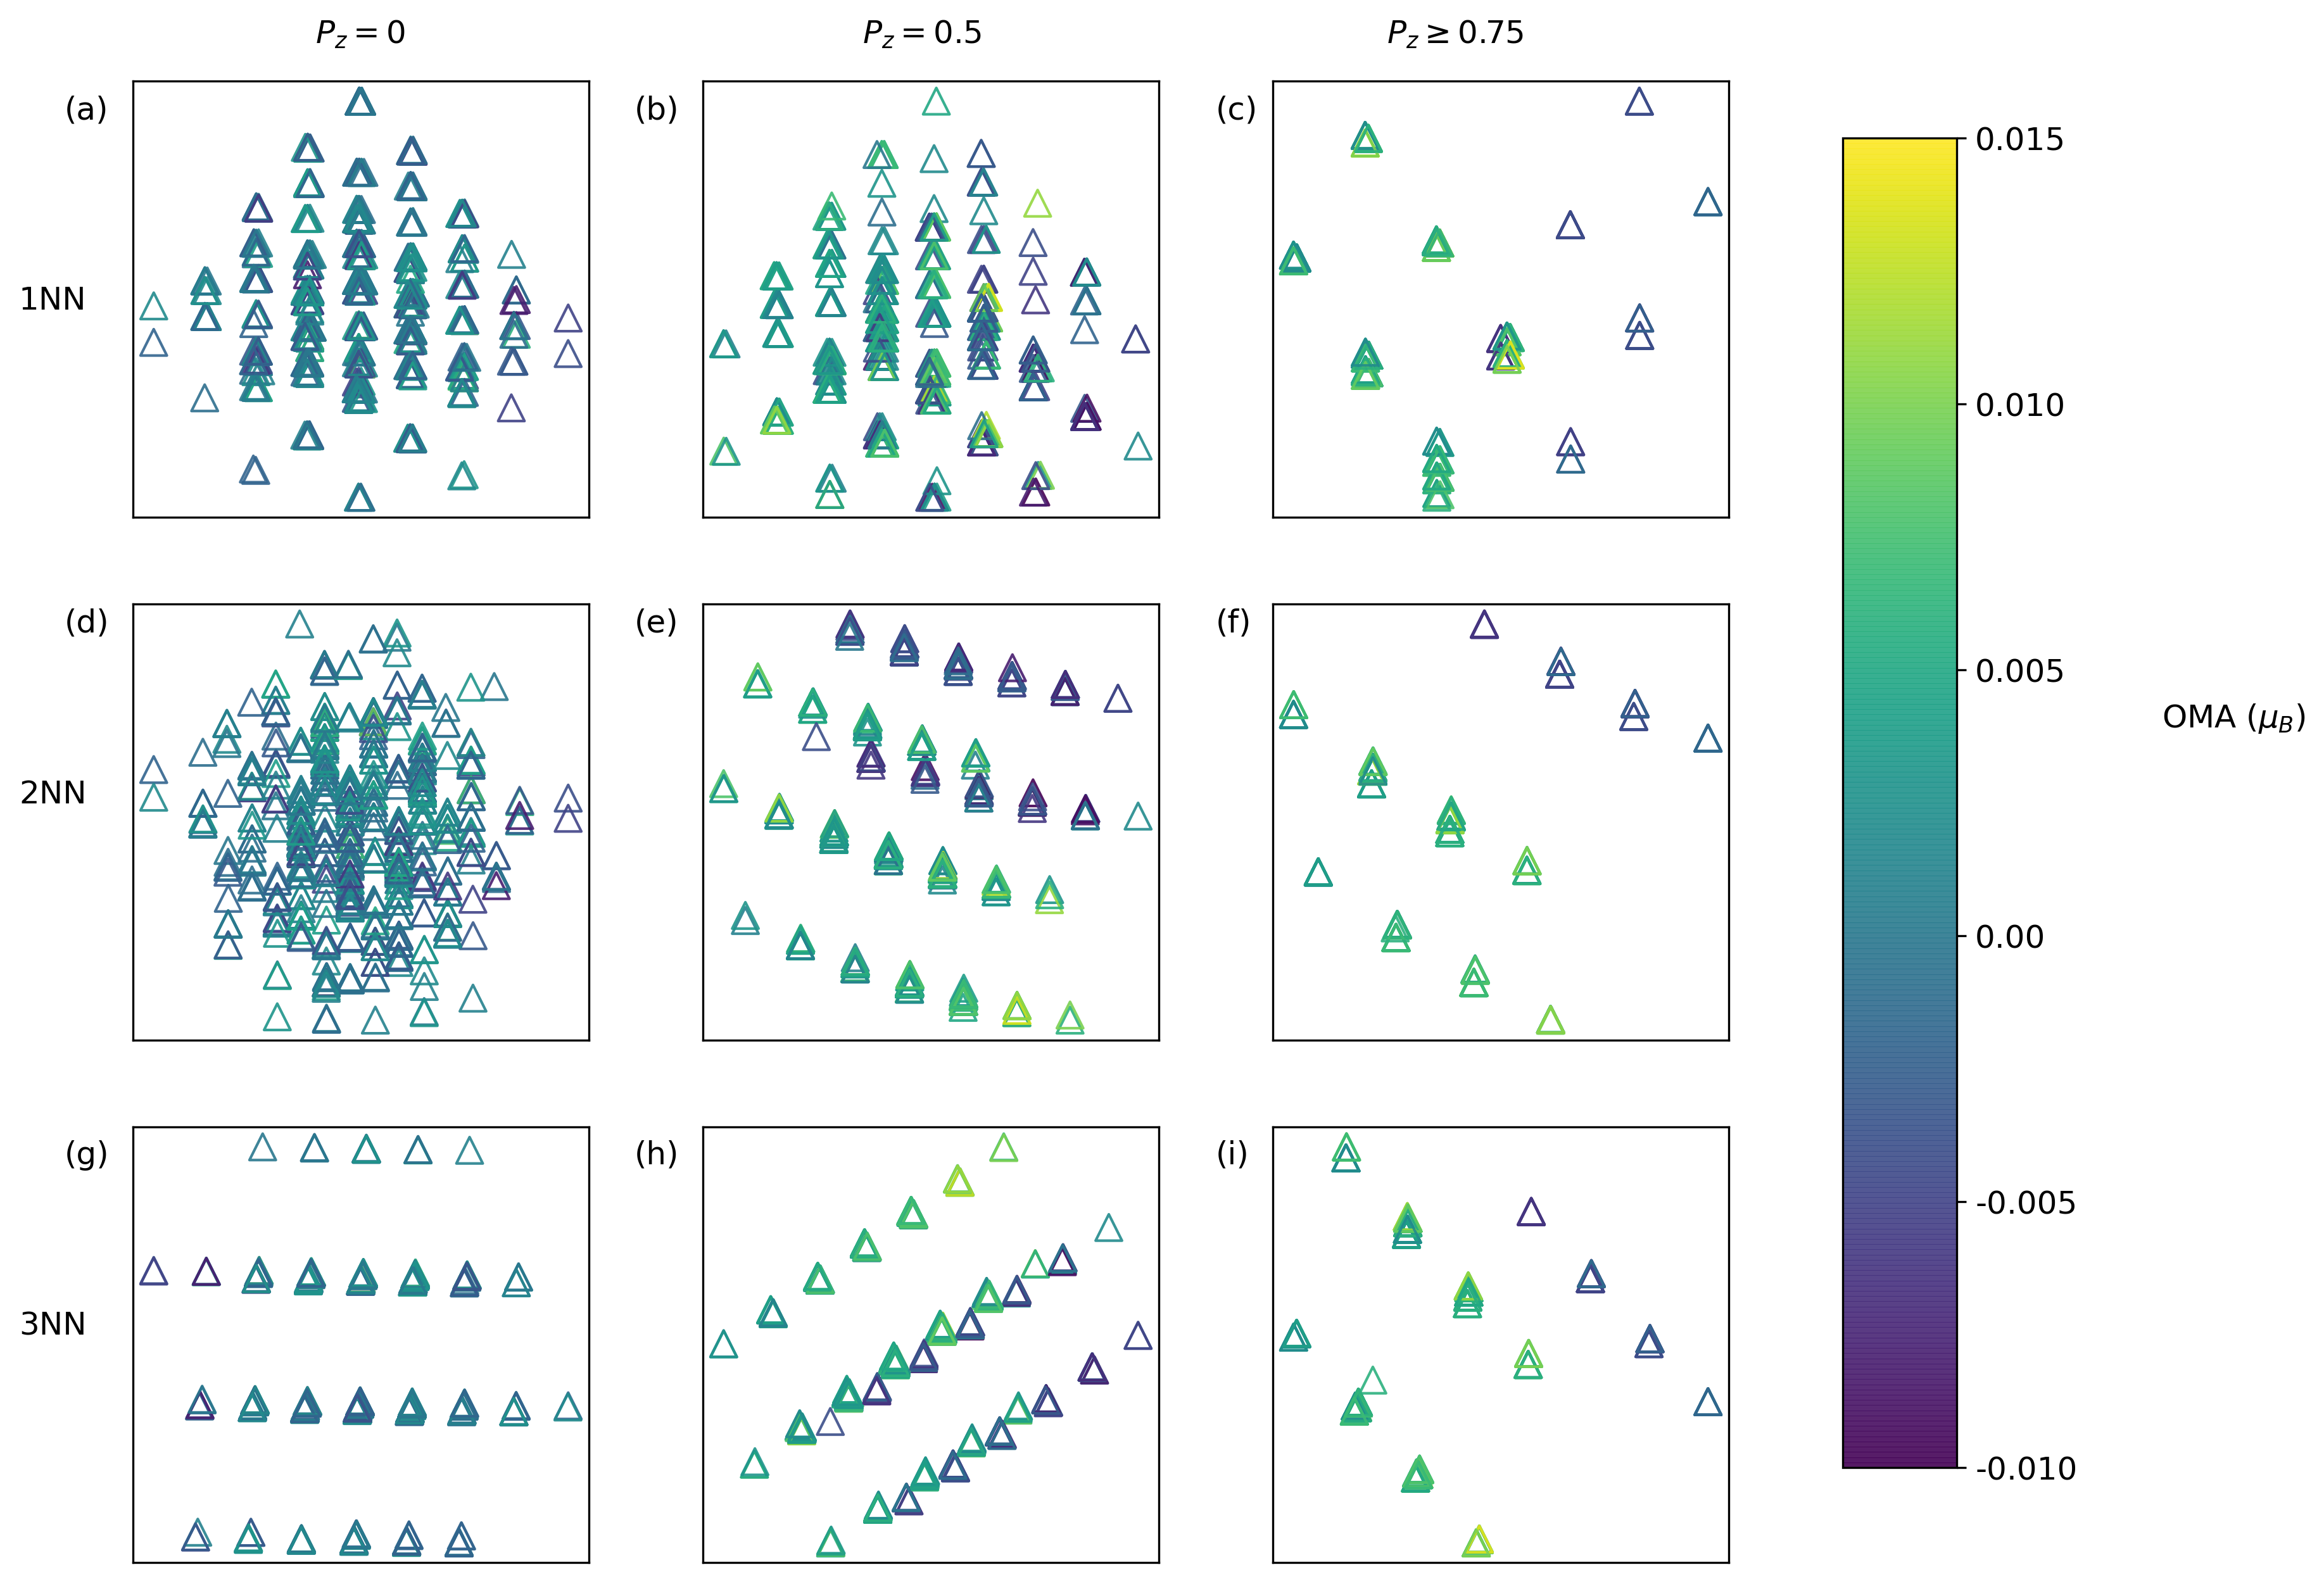 P_z = 0
P_z = 0.5
P_z ≥ 0.75
(a)
(b)
(c)
1NN
(d)
(e)
(f)
2NN
(g)
(h)
(i)
3NN
0.015
0.010
0.005
0.00
-0.005
-0.010
OMA (μ_B)